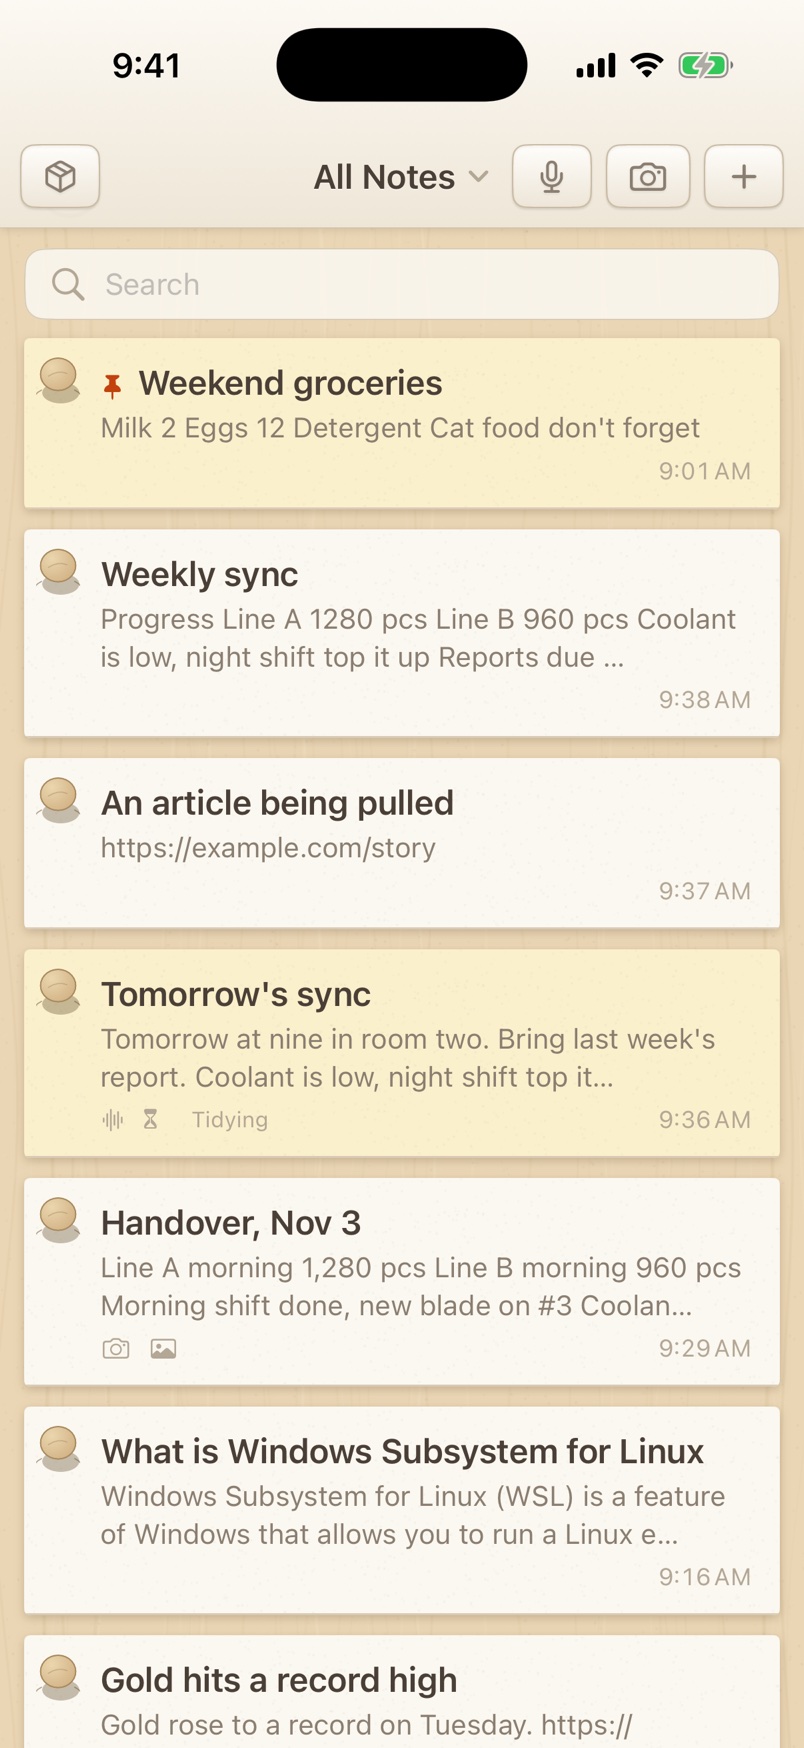 9:41
All Notes
Search
Weekend groceries
Milk 2 Eggs 12 Detergent Cat food don't forget
9:01 AM
Weekly sync
Progress Line A 1280 pcs Line B 960 pcs Coolant
is low, night shift top it up Reports due ...
9:38 AM
An article being pulled
https://example.com/story
9:37 AM
Tomorrow's sync
Tomorrow at nine in room two. Bring last week's
report. Coolant is low, night shift top it...
Tidying
9:36 AM
Handover, Nov 3
Line A morning 1,280 pcs Line B morning 960 pcs
Morning shift done, new blade on #3 Coolan...
9:29 AM
What is Windows Subsystem for Linux
Windows Subsystem for Linux (WSL) is a feature
of Windows that allows you to run a Linux e...
9:16 AM
Gold hits a record high
Gold rose to a record on Tuesday. https://